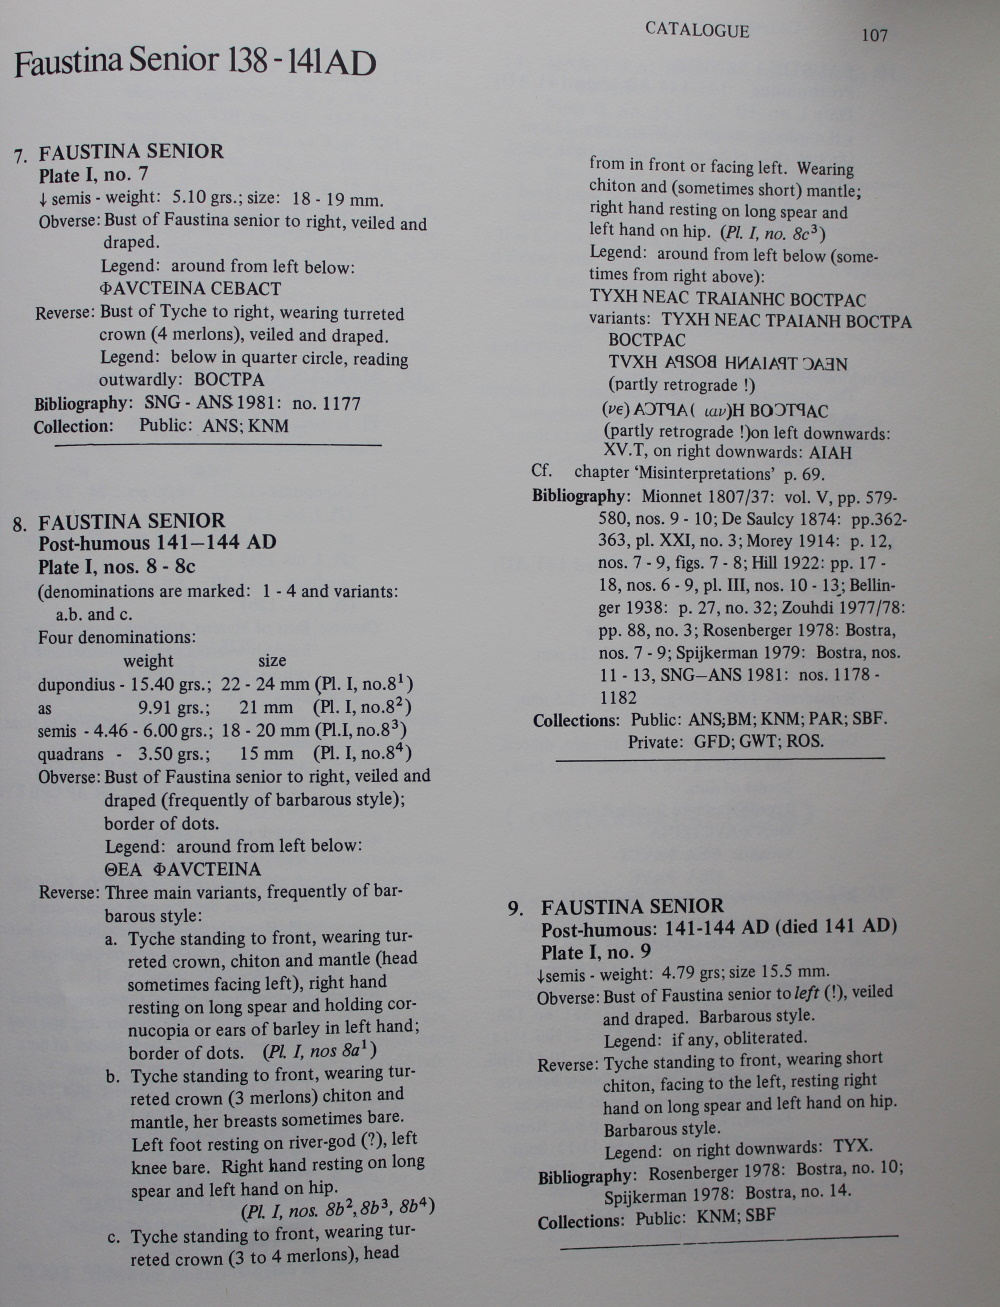 CATALOGUE 107
Faustina Senior 138 - 141 AD
7. FAUSTINA SENIOR
Plate I, no. 7
↓ semis - weight: 5.10 grs.; size: 18 - 19 mm.
Obverse: Bust of Faustina senior to right, veiled and
draped.
Legend: around from left below:
ΦAVCTEINA CEBACT
Reverse: Bust of Tyche to right, wearing turreted
crown (4 merlons), veiled and draped.
Legend: below in quarter circle, reading
outwardly: BOCTPA
Bibliography: SNG - ANS 1981: no. 1177
Collection: Public: ANS; KNM
8. FAUSTINA SENIOR
Post-humous 141—144 AD
Plate I, nos. 8 - 8c
(denominations are marked: 1 - 4 and variants:
a.b. and c.
Four denominations:
weight size
dupondius - 15.40 grs.; 22 - 24 mm (Pl. I, no.8¹)
as 9.91 grs.; 21 mm (Pl. I, no.8²)
semis - 4.46 - 6.00 grs.; 18 - 20 mm (Pl.I, no.8³)
quadrans - 3.50 grs.; 15 mm (Pl. I, no.8⁴)
Obverse: Bust of Faustina senior to right, veiled and
draped (frequently of barbarous style);
border of dots.
Legend: around from left below:
ΘEA ΦAVCTEINA
Reverse: Three main variants, frequently of bar-
barous style:
a. Tyche standing to front, wearing tur-
reted crown, chiton and mantle (head
sometimes facing left), right hand
resting on long spear and holding cor-
nucopia or ears of barley in left hand;
border of dots. (Pl. I, nos 8a¹)
b. Tyche standing to front, wearing tur-
reted crown (3 merlons) chiton and
mantle, her breasts sometimes bare.
Left foot resting on river-god (?), left
knee bare. Right hand resting on long
spear and left hand on hip.
(Pl. I, nos. 8b², 8b³, 8b⁴)
c. Tyche standing to front, wearing tur-
reted crown (3 to 4 merlons), head
from in front or facing left. Wearing
chiton and (sometimes short) mantle;
right hand resting on long spear and
left hand on hip. (Pl. I, no. 8c³)
Legend: around from left below (some-
times from right above):
TYXH NEAC TRAIANHC BOCTPAC
variants: TYXH NEAC TPAIANH BOCTPA
BOCTPAC
TVXH AꟼSOB HИAIAꟼT ƆAƎN
(partly retrograde !)
(νε) AƆTꟼA( ιαν)H BOƆTꟼAC
(partly retrograde !)on left downwards:
XV.T, on right downwards: AIAH
Cf. chapter ‘Misinterpretations’ p. 69.
Bibliography: Mionnet 1807/37: vol. V, pp. 579-
580, nos. 9 - 10; De Saulcy 1874: pp.362-
363, pl. XXI, no. 3; Morey 1914: p. 12,
nos. 7 - 9, figs. 7 - 8; Hill 1922: pp. 17 -
18, nos. 6 - 9, pl. III, nos. 10 - 13; Bellin-
ger 1938: p. 27, no. 32; Zouhdi 1977/78:
pp. 88, no. 3; Rosenberger 1978: Bostra,
nos. 7 - 9; Spijkerman 1979: Bostra, nos.
11 - 13, SNG—ANS 1981: nos. 1178 -
1182
Collections: Public: ANS;BM; KNM; PAR; SBF.
Private: GFD; GWT; ROS.
9. FAUSTINA SENIOR
Post-humous: 141-144 AD (died 141 AD)
Plate I, no. 9
↓semis - weight: 4.79 grs; size 15.5 mm.
Obverse: Bust of Faustina senior to left (!), veiled
and draped. Barbarous style.
Legend: if any, obliterated.
Reverse: Tyche standing to front, wearing short
chiton, facing to the left, resting right
hand on long spear and left hand on hip.
Barbarous style.
Legend: on right downwards: TYX.
Bibliography: Rosenberger 1978: Bostra, no. 10;
Spijkerman 1978: Bostra, no. 14.
Collections: Public: KNM; SBF